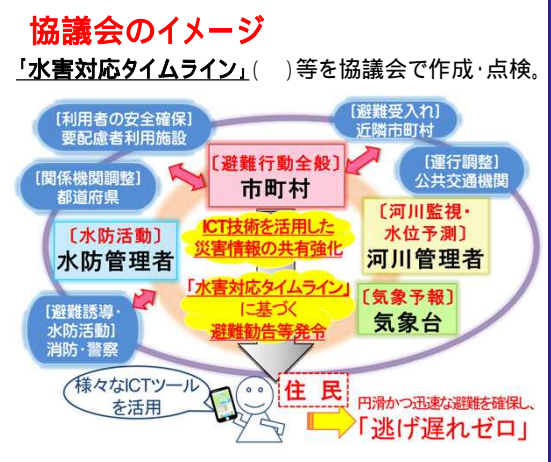 協議会のイメージ
「水害対応タイムライン」(　)等を協議会で作成・点検。
［利用者の安全確保］
要配慮者利用施設
［避難受入れ］
近隣市町村
［関係機関調整］
都道府県
〔避難行動全般〕
市町村
［運行調整］
公共交通機関
〔水防活動〕
水防管理者
ICT技術を活用した
災害情報の共有強化
〔河川監視・
水位予測〕
河川管理者
「水害対応タイムライン」
に基づく
避難勧告等発令
〔気象予報〕
気象台
［避難誘導・
水防活動］
消防・警察
様々なICTツール
を活用
住 民
円滑かつ迅速な避難を確保し、
「逃げ遅れゼロ」